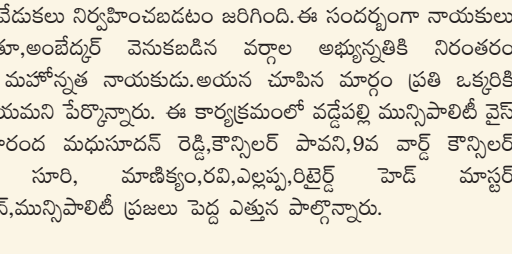 వేడుకలు నిర్వహించబడటం జరిగింది.ఈ సందర్భంగా నాయకులు
తూ,అంబేద్కర్ వెనుకబడిన వర్గాల అభ్యున్నతికి నిరంతరం
మహోన్నత నాయకుడు.అయన చూపిన మార్గం ప్రతి ఒక్కరికి
యమని పేర్కొన్నారు. ఈ కార్యక్రమంలో వడ్డేపల్లి మున్సిపాలిటీ వైస్
రంద మధుసూదన్ రెడ్డి,కౌన్సిలర్ పావని,9వ వార్డ్ కౌన్సిలర్
సూరి, మాణిక్యం,రవి,ఎల్లప్ప,రిటైర్డ్ హెడ్ మాస్టర్
న్,మున్సిపాలిటీ ప్రజలు పెద్ద ఎత్తున పాల్గొన్నారు.